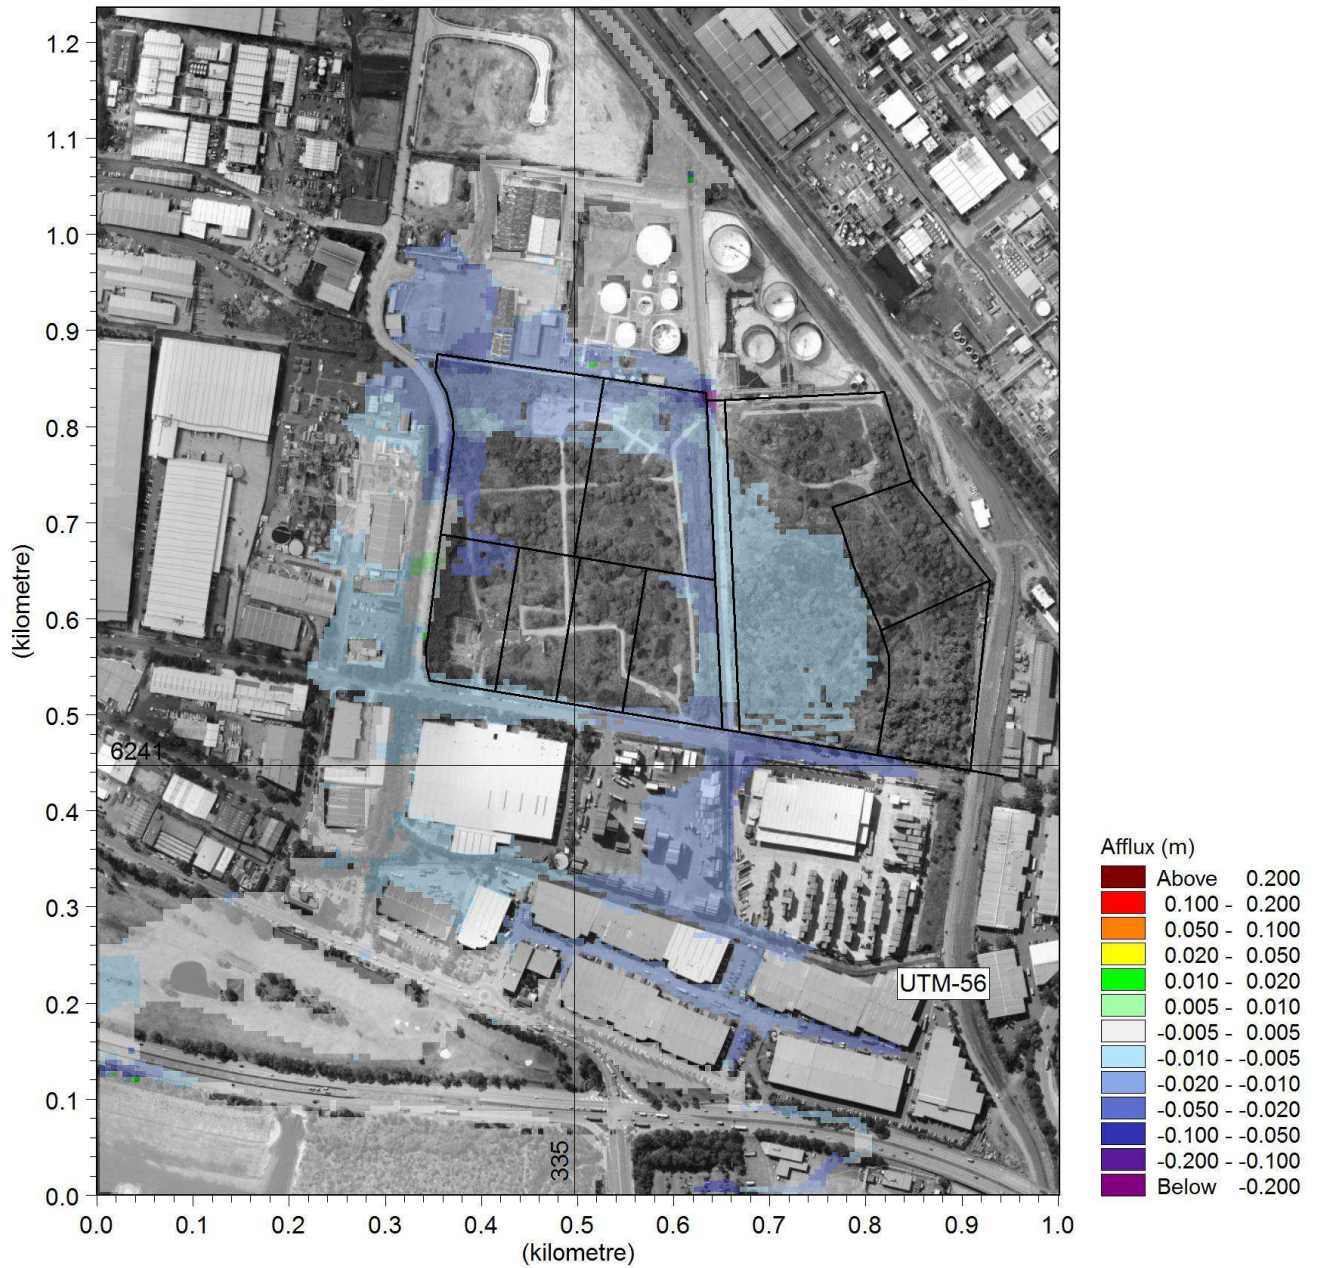 1.2
1.1
1.0
0.9
0.8
0.7
0.6
0.5
0.4
0.3
0.2
0.1
0.0
(kilometre)
6241
335
UTM-56
0.0 0.1 0.2 0.3 0.4 0.5 0.6 0.7 0.8 0.9 1.0
(kilometre)
Afflux (m)
Above 0.200
0.100 - 0.200
0.050 - 0.100
0.020 - 0.050
0.010 - 0.020
0.005 - 0.010
-0.005 - 0.005
-0.010 - -0.005
-0.020 - -0.010
-0.050 - -0.020
-0.100 - -0.050
-0.200 - -0.100
Below -0.200